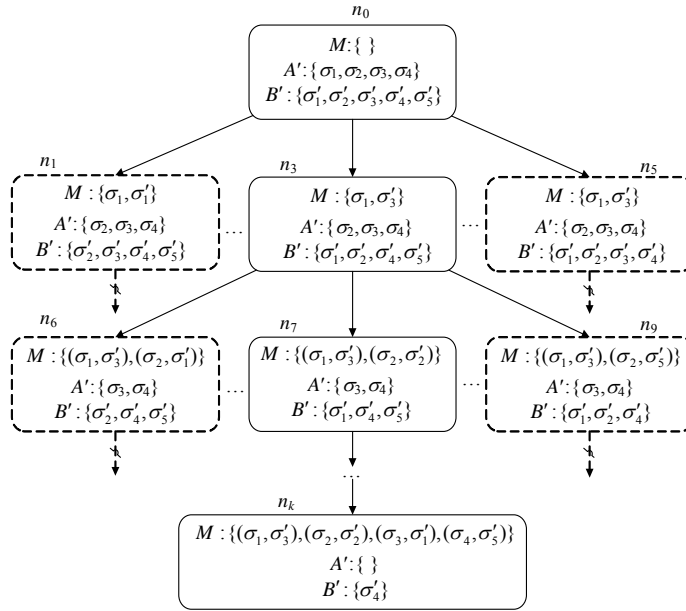 n₀
M:{ }
A':{σ₁,σ₂,σ₃,σ₄}
B':{σ'₁,σ'₂,σ'₃,σ'₄,σ'₅}
n₁ n₃ n₅
M:{σ₁,σ'₁}
A':{σ₂,σ₃,σ₄}
B':{σ'₂,σ'₃,σ'₄,σ'₅}
...
M:{σ₁,σ'₃}
A':{σ₂,σ₃,σ₄}
B':{σ'₁,σ'₂,σ'₄,σ'₅}
...
M:{σ₁,σ'₃}
A':{σ₂,σ₃,σ₄}
B':{σ'₁,σ'₂,σ'₃,σ'₄}
n₆ n₇ n₉
M:{(σ₁,σ'₃),(σ₂,σ'₁)}
A':{σ₃,σ₄}
B':{σ'₂,σ'₄,σ'₅}
...
M:{(σ₁,σ'₃),(σ₂,σ'₂)}
A':{σ₃,σ₄}
B':{σ'₁,σ'₄,σ'₅}
...
M:{(σ₁,σ'₃),(σ₂,σ'₅)}
A':{σ₃,σ₄}
B':{σ'₁,σ'₂,σ'₄}
...
nₖ
M:{(σ₁,σ'₃),(σ₂,σ'₂),(σ₃,σ'₁),(σ₄,σ'₅)}
A':{ }
B':{σ'₄}